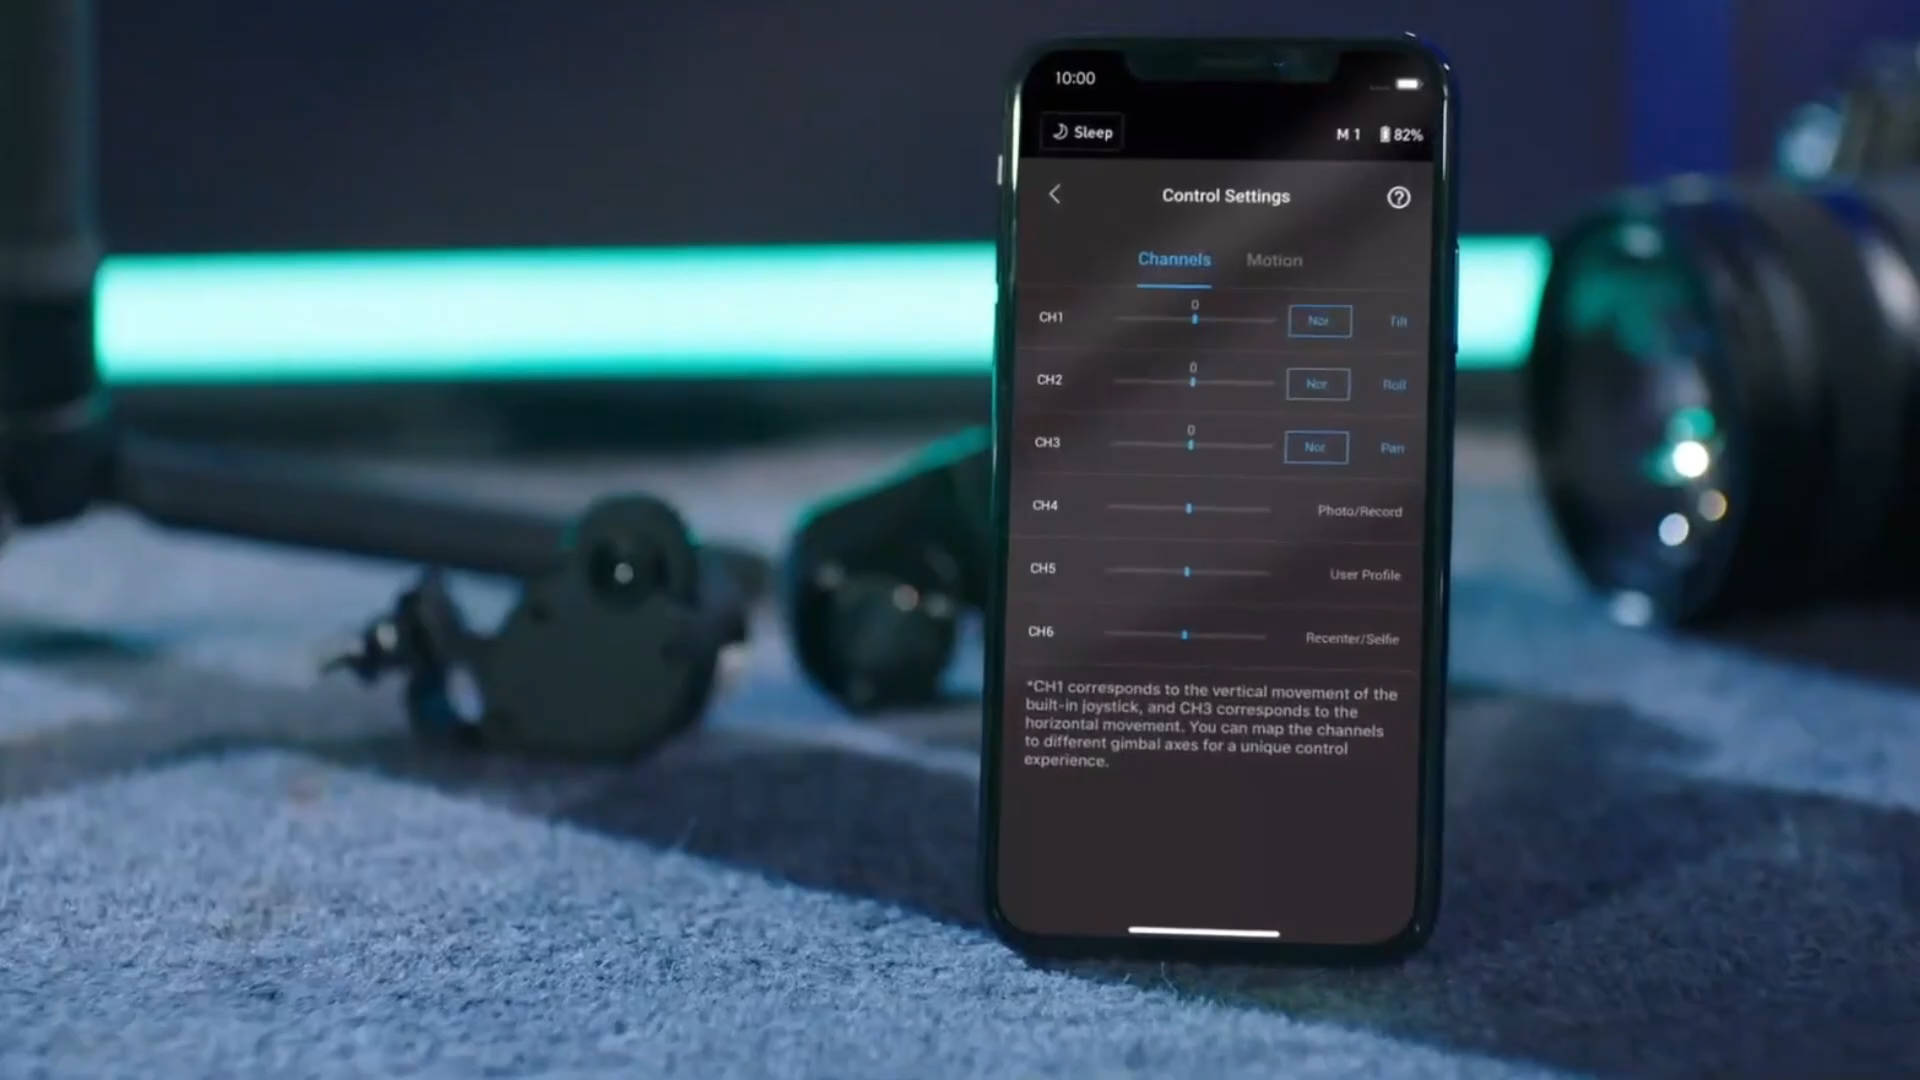 10:00
Sleep
M 1 82%
Control Settings
Channels Motion
0
CH1 Nor Tilt
0
CH2 Nor Roll
0
CH3 Nor Pan
CH4 Photo/Record
CH5 User Profile
CH6 Recenter/Selfie
*CH1 corresponds to the vertical movement of the
built-in joystick, and CH3 corresponds to the
horizontal movement. You can map the channels
to different gimbal axes for a unique control
experience.